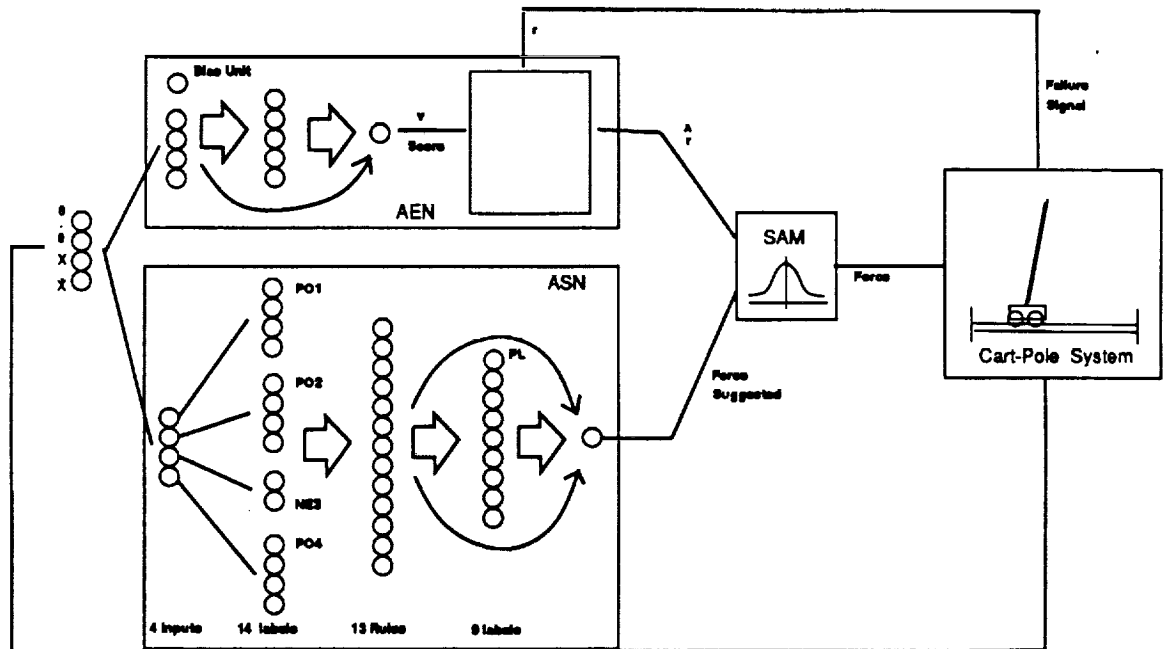 r
Bias Unit
v
Score
AEN
r̂
Failure
Signal
θ
θ̇
X
Ẋ
SAM
Force
Cart-Pole System
ASN
PO1
PO2
NE3
PO4
PL
Force
Suggested
4 Inputs
14 labels
13 Rules
9 labels